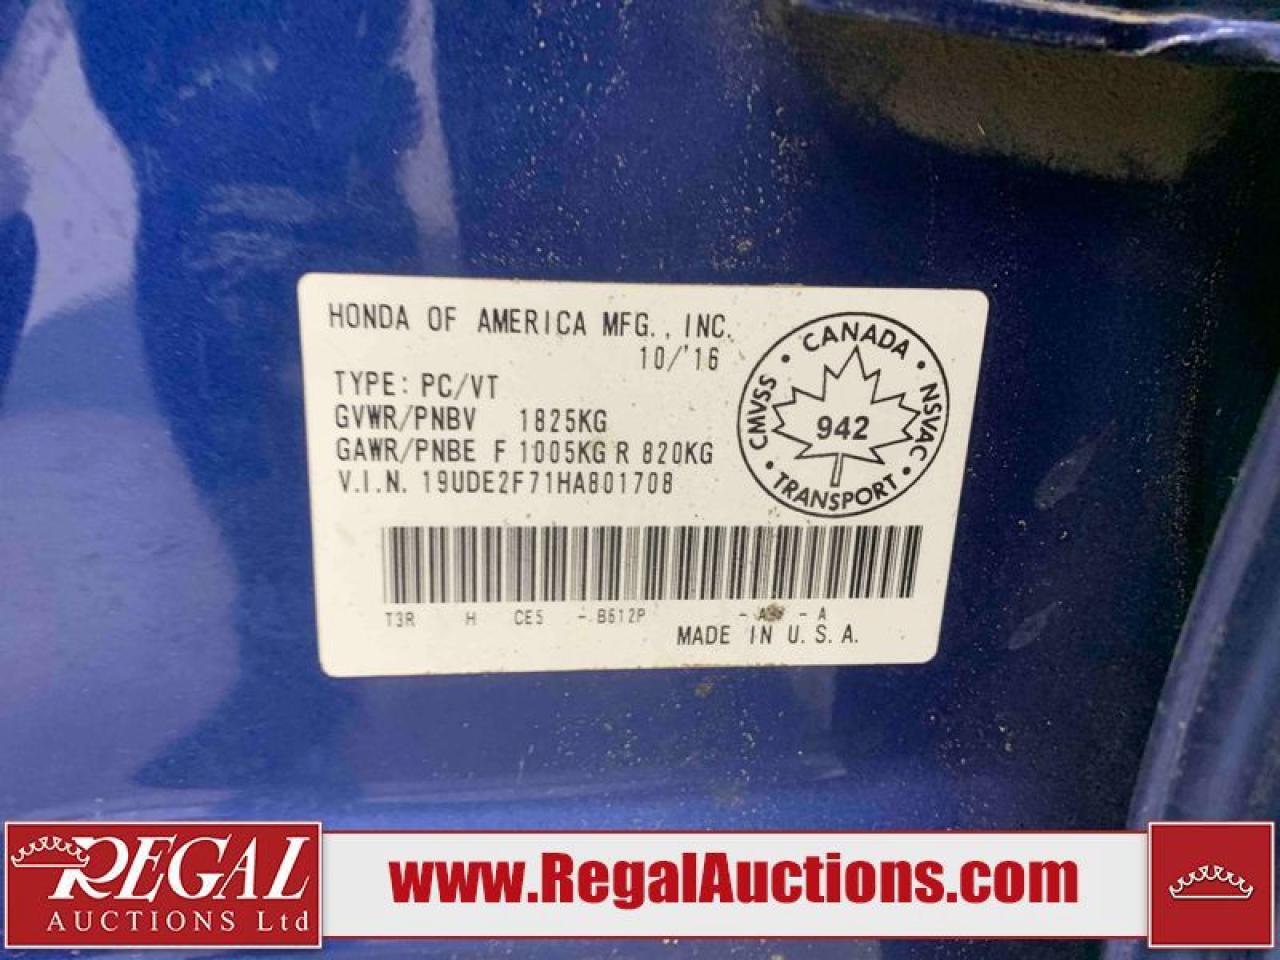 HONDA OF AMERICA MFG., INC.
10/'16
TYPE: PC/VT
GVWR/PNBV 1825KG
GAWR/PNBE F 1005KG R 820KG
V.I.N. 19UDE2F71HA801708
CANADA
CMVSS
942
NSVAC
TRANSPORT
T3R H CE5 - B612P - - A
MADE IN U.S.A.
REGAL
AUCTIONS Ltd
www.RegalAuctions.com